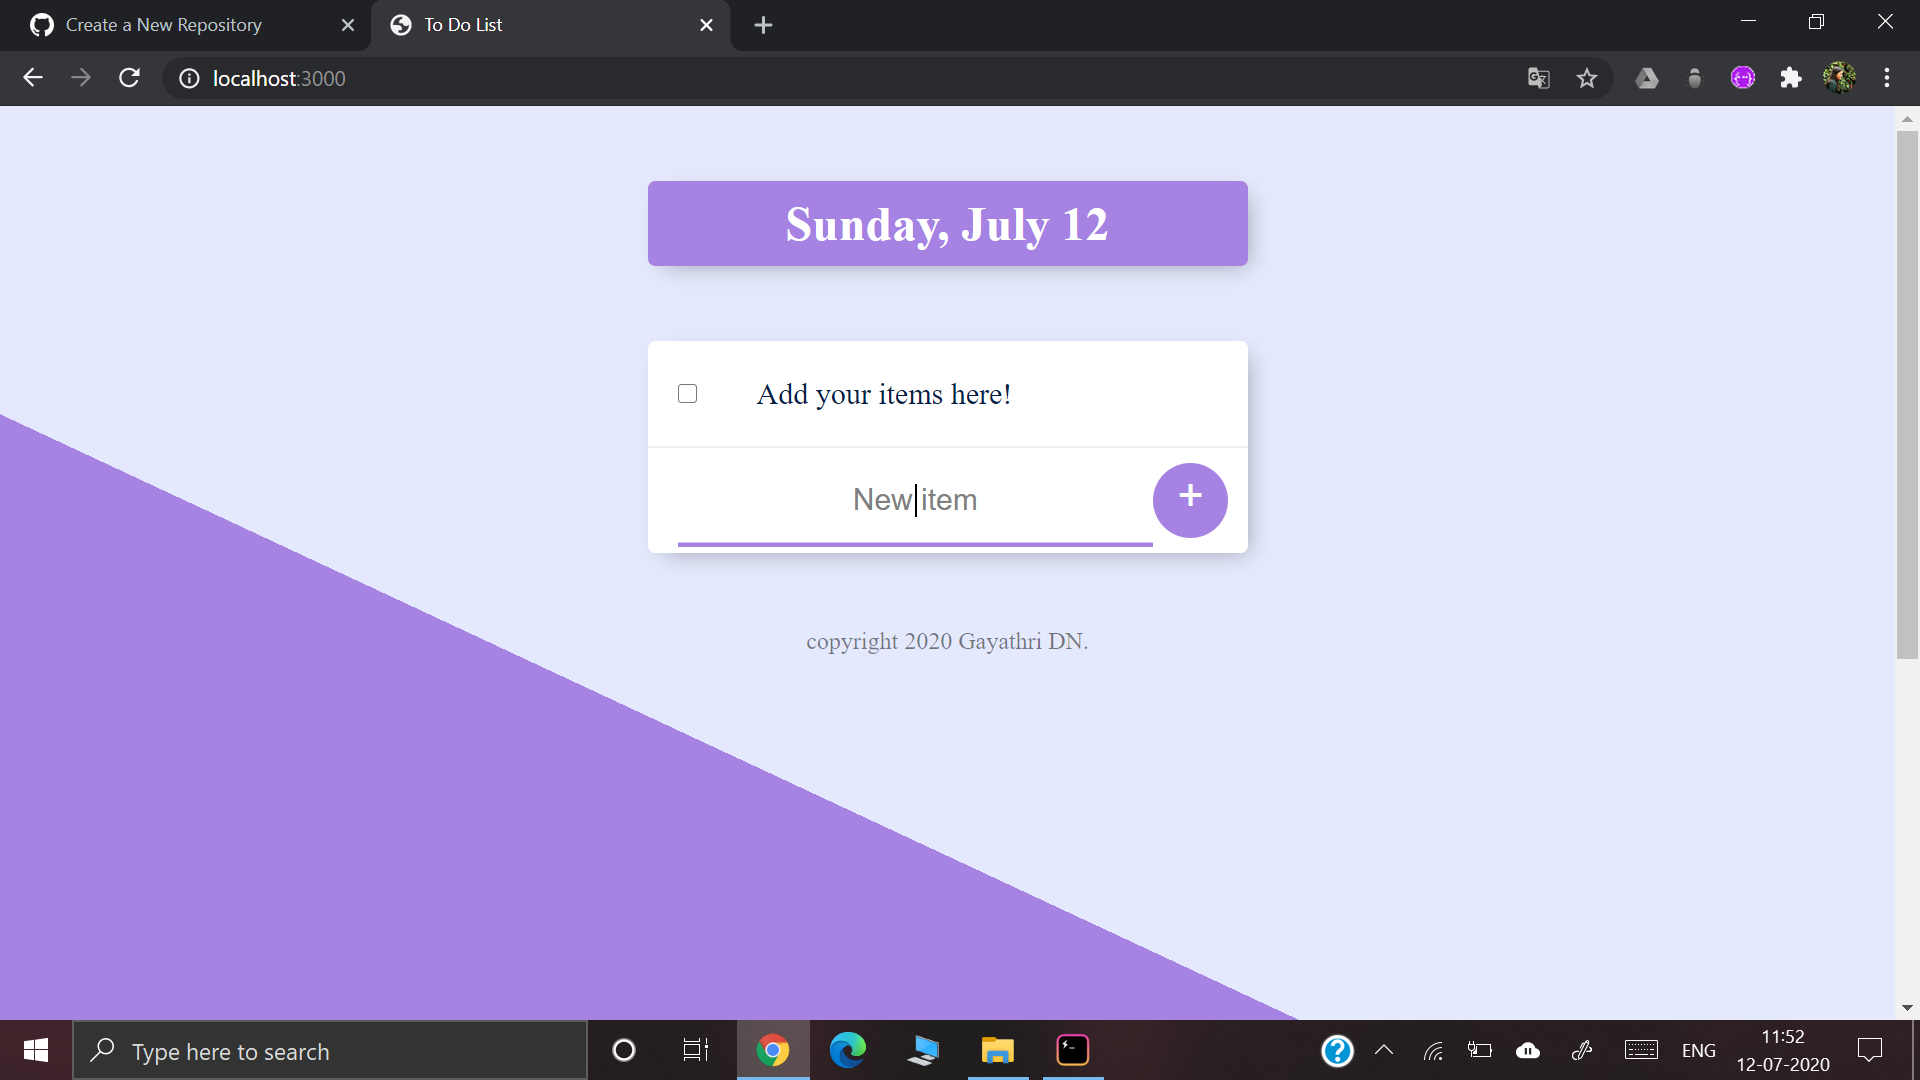 Create a New Repository
To Do List
localhost:3000
Sunday, July 12
Add your items here!
New item
+
copyright 2020 Gayathri DN.
Type here to search
ENG
11:52
12-07-2020